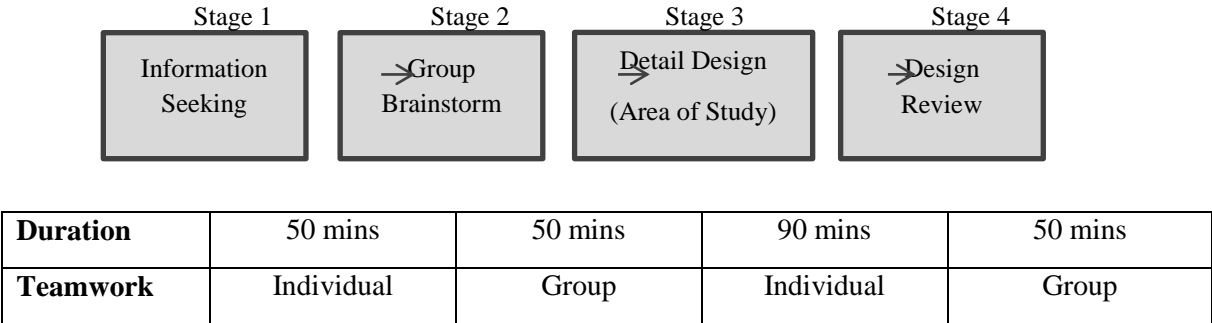 Stage 1 Stage 2 Stage 3 Stage 4
Information Seeking
Group Brainstorm
Detail Design
(Area of Study)
Design Review
Duration 50 mins 50 mins 90 mins 50 mins
Teamwork Individual Group Individual Group